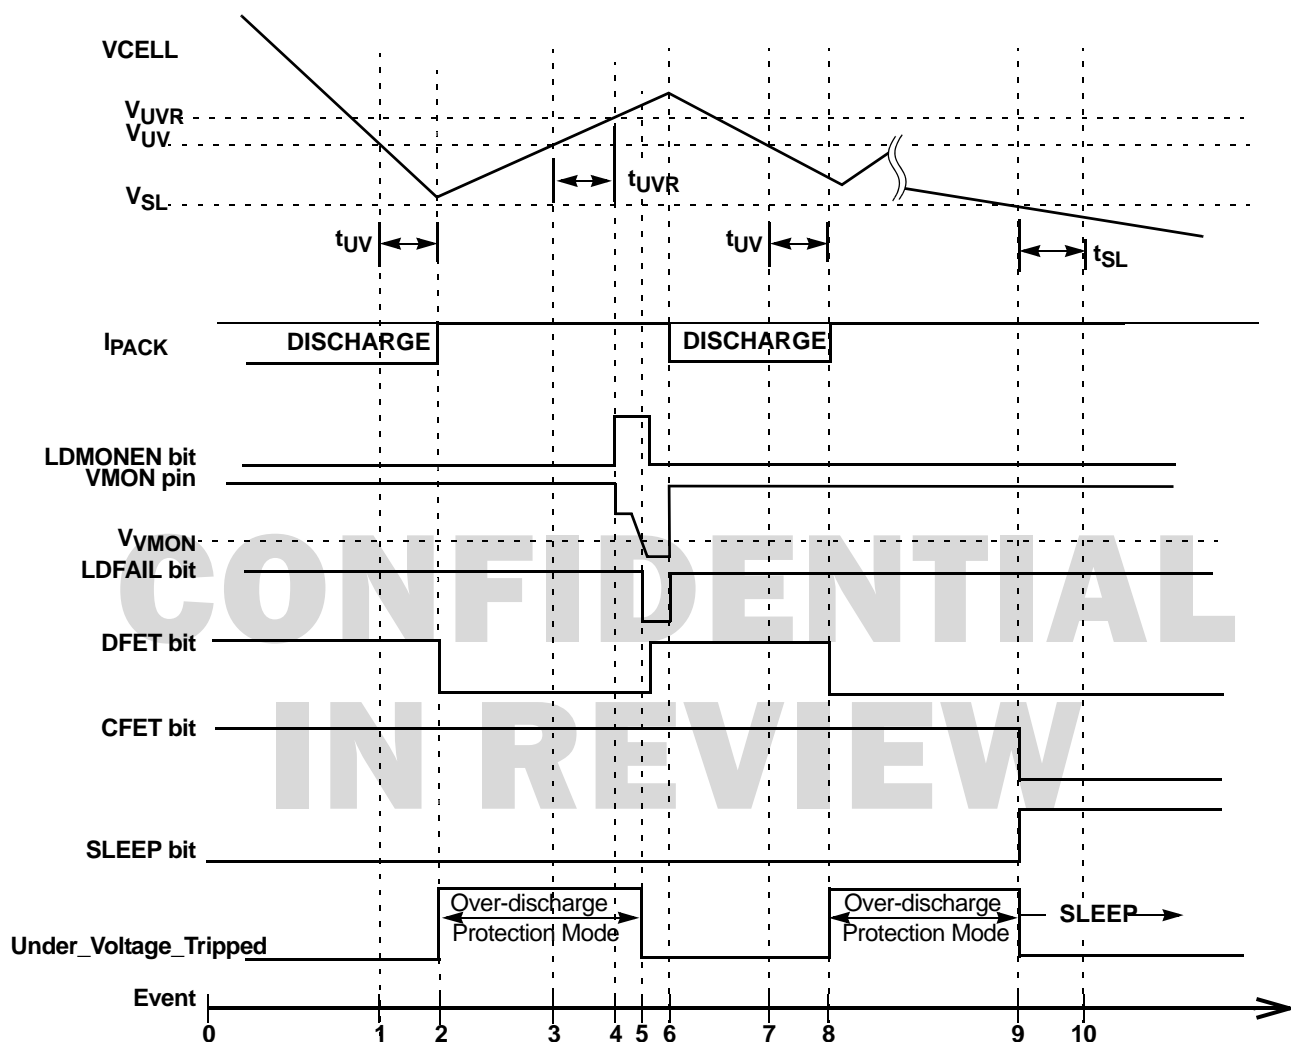 VCELL
VUVR
VUV
VSL
tUVR
tUV
tUV
tSL
IPACK
DISCHARGE
DISCHARGE
LDMONEN bit
VMON pin
VVMON
LDFAIL bit
CONFIDENTIAL
DFET bit
IN REVIEW
CFET bit
SLEEP bit
Over-discharge
Protection Mode
Over-discharge
Protection Mode
SLEEP
Under_Voltage_Tripped
Event
0 1 2 3 4 5 6 7 8 9 10